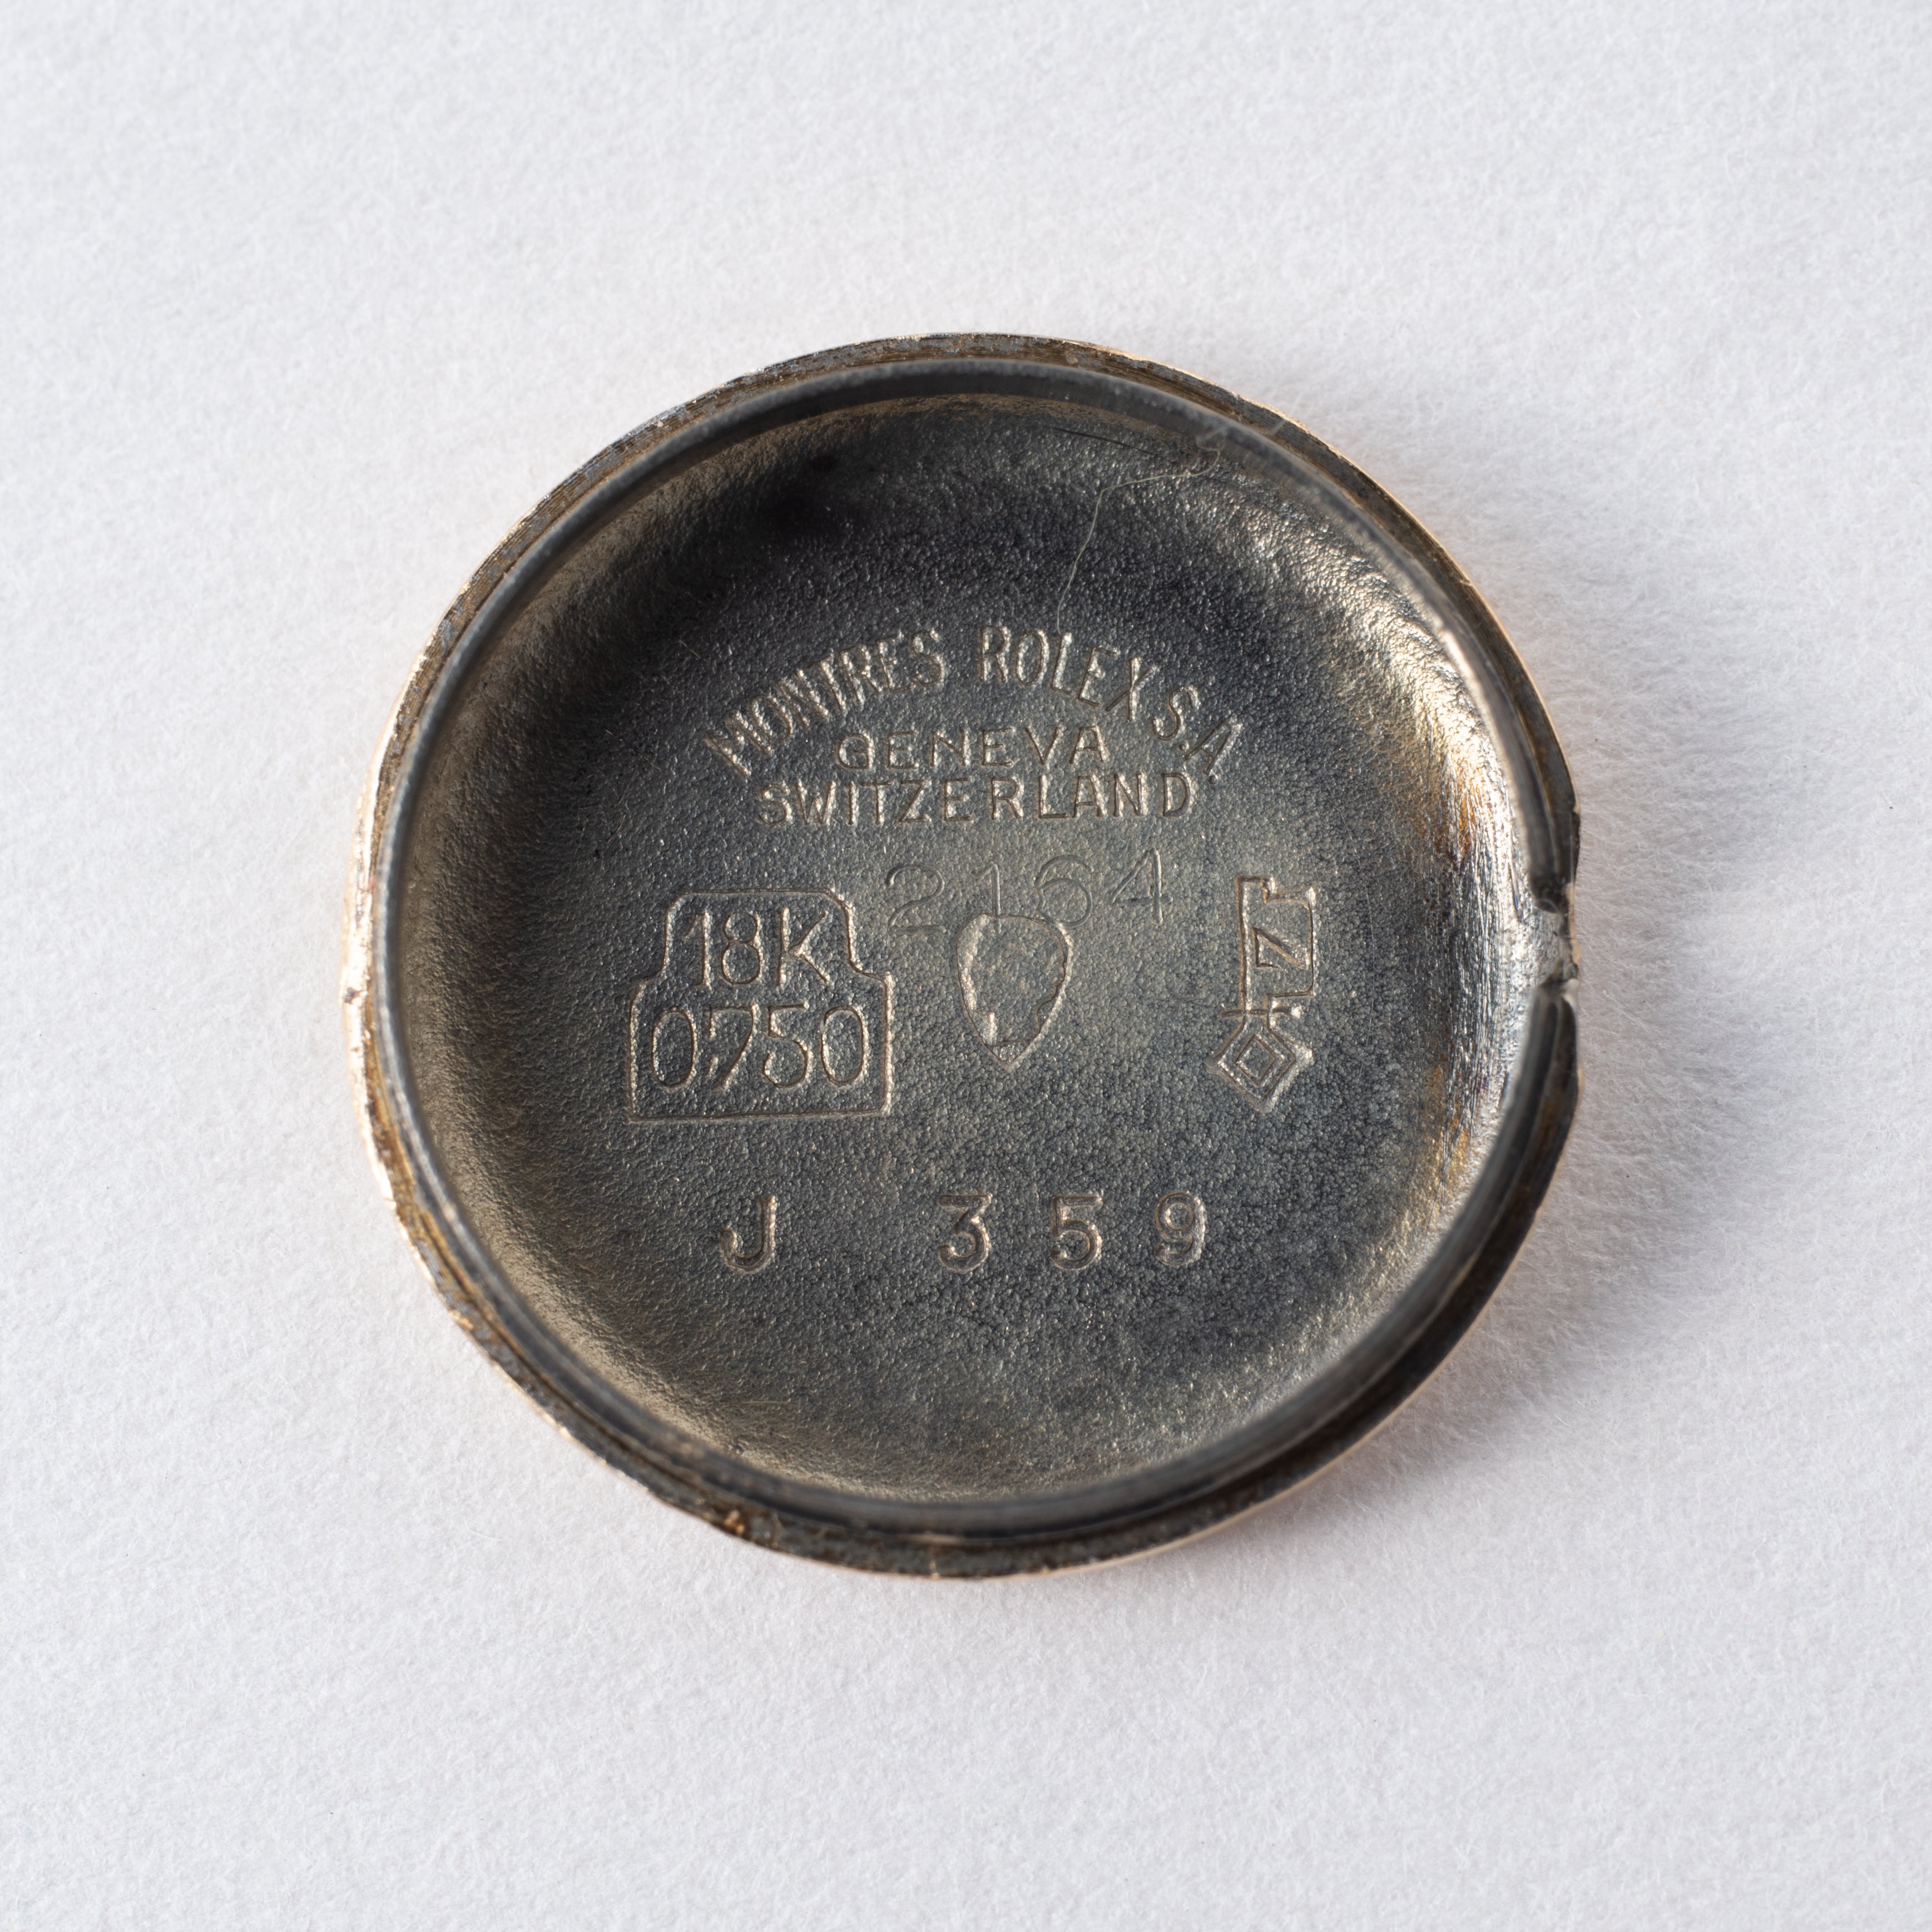 MONTRES ROLEX S.A
GENEVA
SWITZERLAND
2164
18K
0,750
J 359